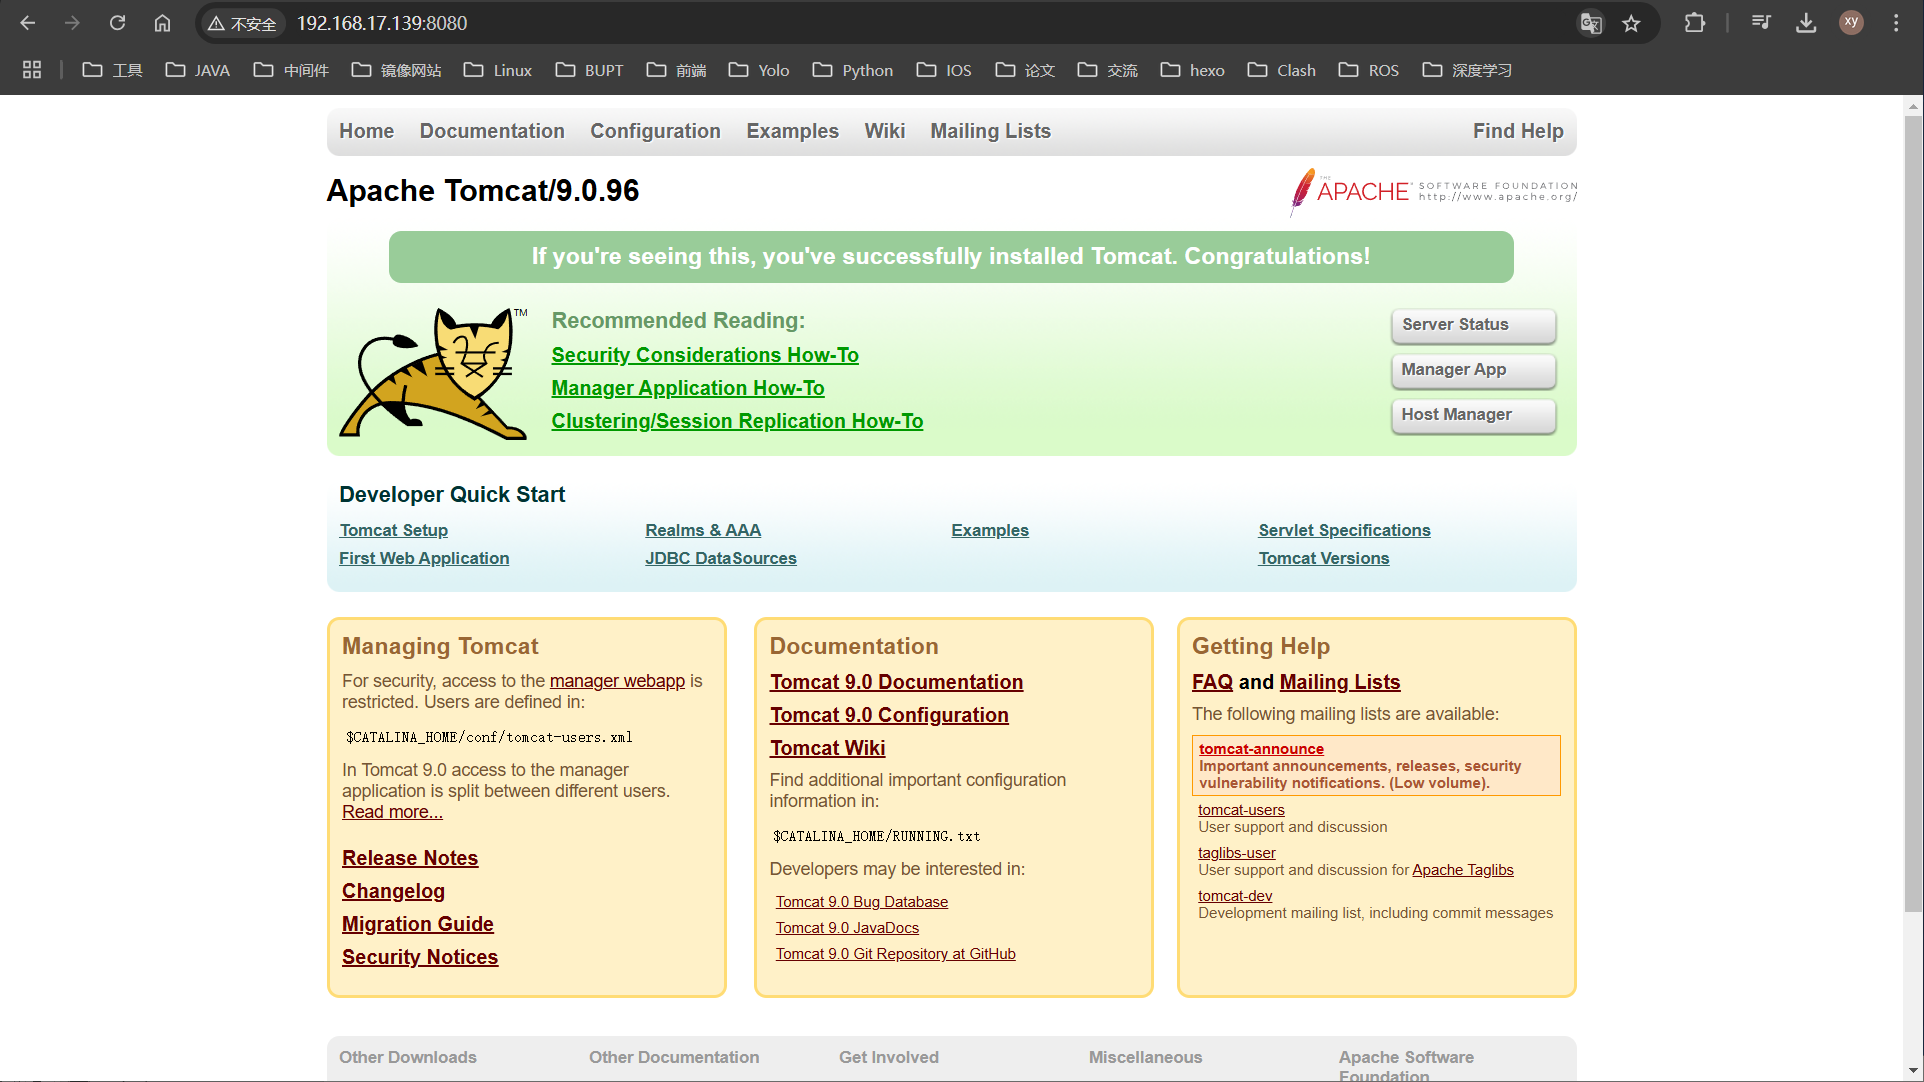 不安全 192.168.17.139:8080
xy
工具 JAVA 中间件 镜像网站 Linux BUPT 前端 Yolo Python IOS 论文 交流 hexo Clash ROS 深度学习
Home Documentation Configuration Examples Wiki Mailing Lists Find Help
Apache Tomcat/9.0.96
THE APACHE SOFTWARE FOUNDATION
http://www.apache.org/
If you're seeing this, you've successfully installed Tomcat. Congratulations!
TM
Recommended Reading:
Security Considerations How-To
Manager Application How-To
Clustering/Session Replication How-To
Server Status
Manager App
Host Manager
Developer Quick Start
Tomcat Setup
First Web Application
Realms & AAA
JDBC DataSources
Examples
Servlet Specifications
Tomcat Versions
Managing Tomcat
For security, access to the manager webapp is
restricted. Users are defined in:
$CATALINA_HOME/conf/tomcat-users.xml
In Tomcat 9.0 access to the manager
application is split between different users.
Read more...
Release Notes
Changelog
Migration Guide
Security Notices
Documentation
Tomcat 9.0 Documentation
Tomcat 9.0 Configuration
Tomcat Wiki
Find additional important configuration
information in:
$CATALINA_HOME/RUNNING.txt
Developers may be interested in:
Tomcat 9.0 Bug Database
Tomcat 9.0 JavaDocs
Tomcat 9.0 Git Repository at GitHub
Getting Help
FAQ and Mailing Lists
The following mailing lists are available:
tomcat-announce
Important announcements, releases, security
vulnerability notifications. (Low volume).
tomcat-users
User support and discussion
taglibs-user
User support and discussion for Apache Taglibs
tomcat-dev
Development mailing list, including commit messages
Other Downloads
Other Documentation
Get Involved
Miscellaneous
Apache Software
Foundation